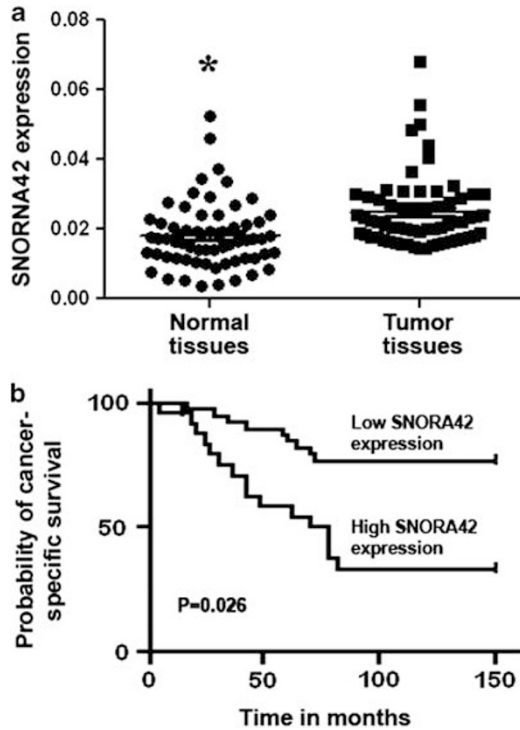 a
SNORNA42 expression
0.08
0.06
0.04
0.02
0.00
*
Normal
tissues
Tumor
tissues
b
Probability of cancer-
specific survival
100
50
0
Low SNORA42
expression
High SNORA42
expression
P=0.026
0
50
100
150
Time in months